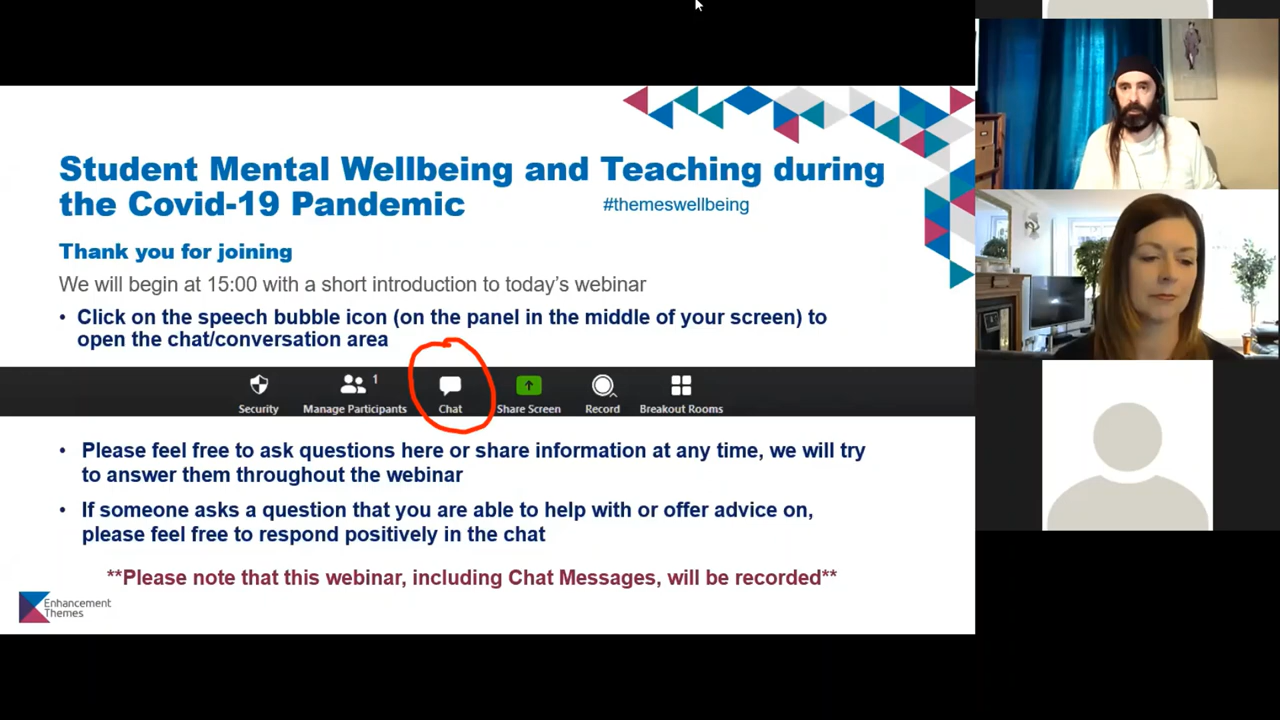 Student Mental Wellbeing and Teaching during
the Covid-19 Pandemic
#themeswellbeing
Thank you for joining
We will begin at 15:00 with a short introduction to today's webinar
• Click on the speech bubble icon (on the panel in the middle of your screen) to
open the chat/conversation area
1
Security Manage Participants Chat Share Screen Record Breakout Rooms
• Please feel free to ask questions here or share information at any time, we will try
to answer them throughout the webinar
• If someone asks a question that you are able to help with or offer advice on,
please feel free to respond positively in the chat
**Please note that this webinar, including Chat Messages, will be recorded**
Enhancement
Themes